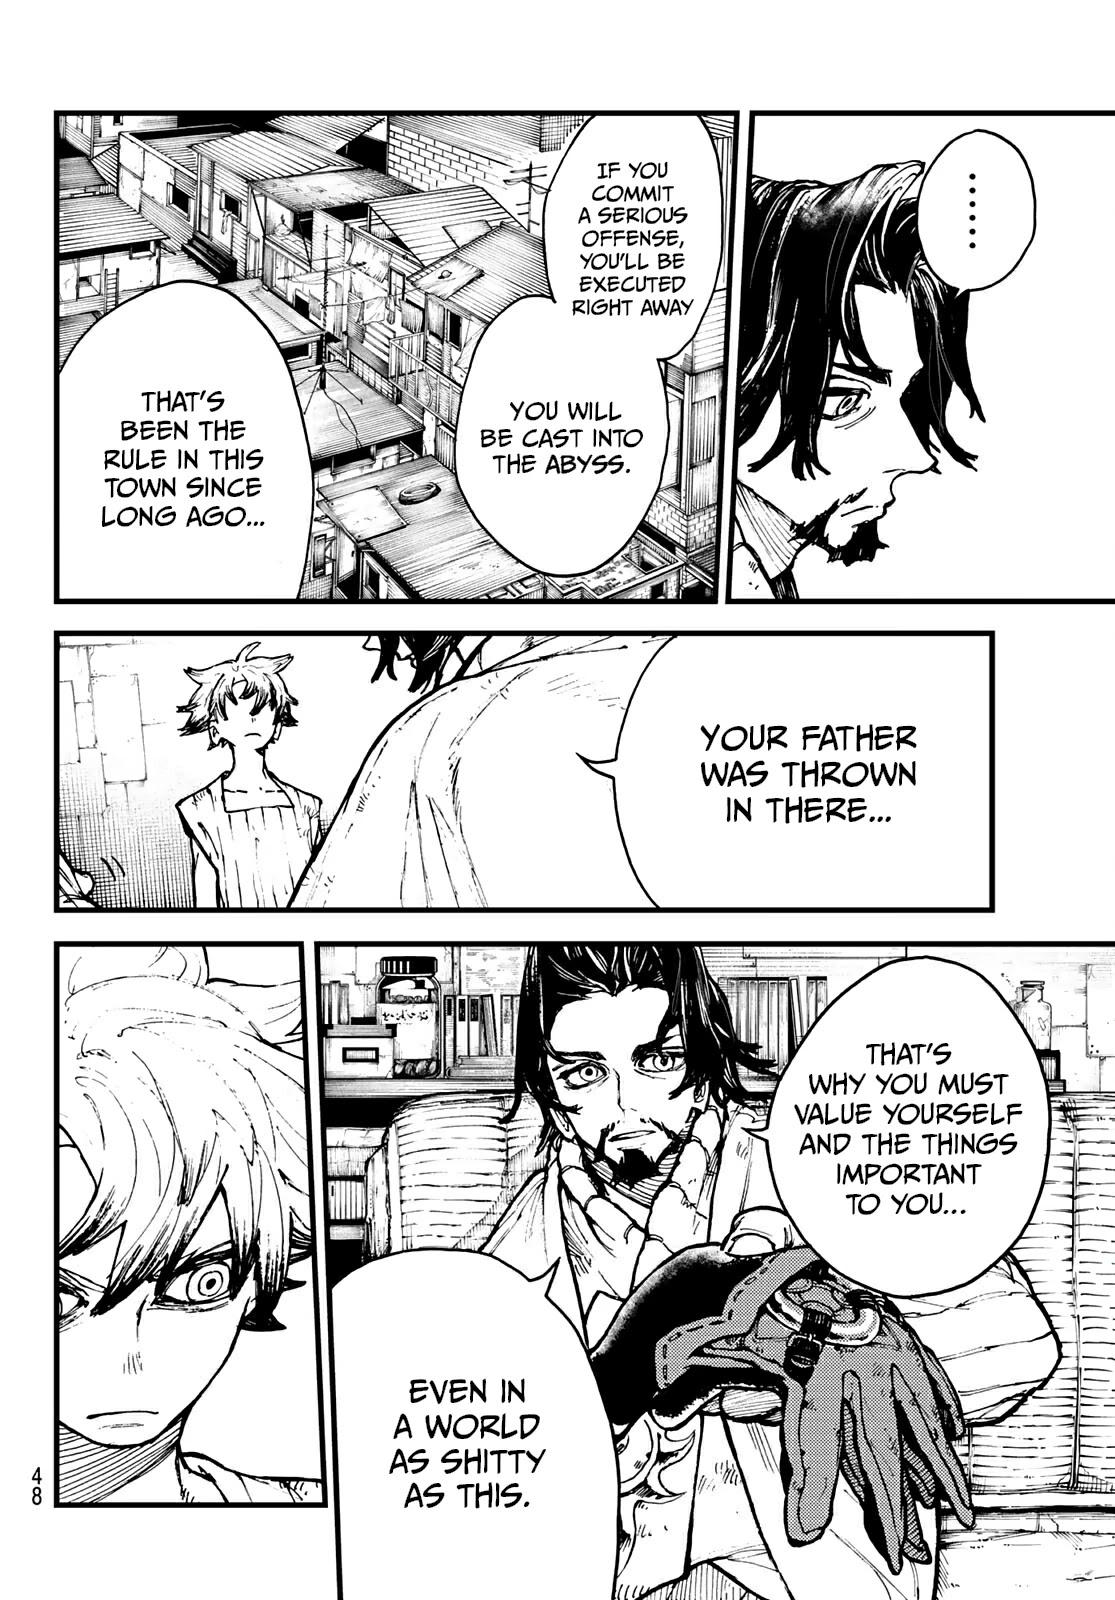 ......
IF YOU
COMMIT
A SERIOUS
OFFENSE,
YOU'LL BE
EXECUTED
RIGHT AWAY
YOU WILL
BE CAST INTO
THE ABYSS.
THAT'S
BEEN THE
RULE IN THIS
TOWN SINCE
LONG AGO...
YOUR FATHER
WAS THROWN
IN THERE...
THAT'S
WHY YOU MUST
VALUE YOURSELF
AND THE THINGS
IMPORTANT
TO YOU...
EVEN IN
A WORLD
AS SHITTY
AS THIS.
48